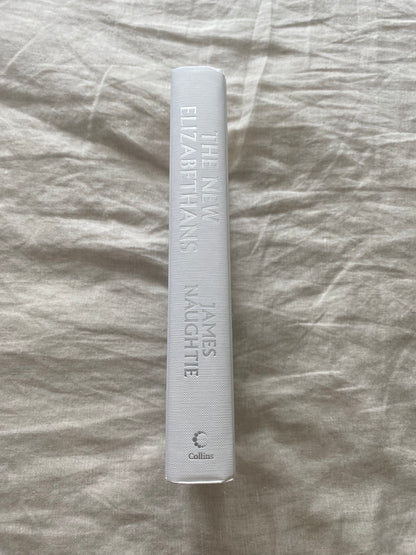 THE NEW
ELIZABETHANS
JAMES
NAUGHTIE
Collins